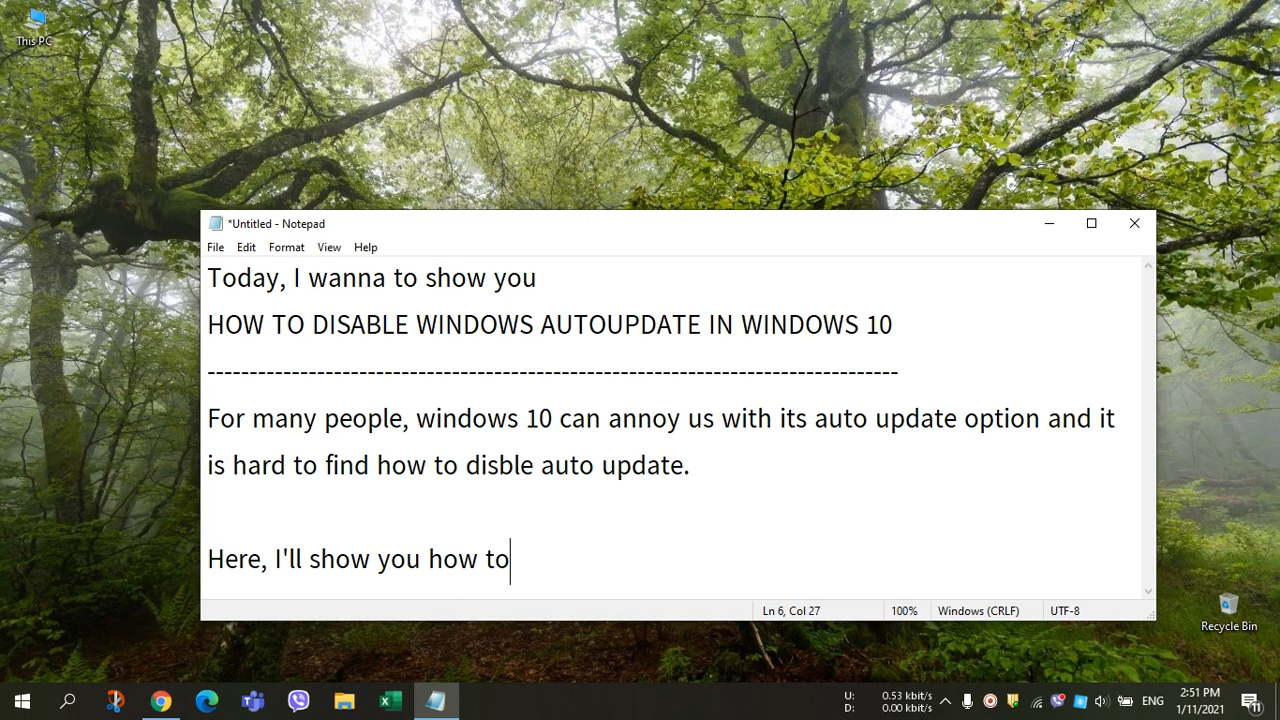 This PC
*Untitled - Notepad
File Edit Format View Help
Today, I wanna to show you
HOW TO DISABLE WINDOWS AUTOUPDATE IN WINDOWS 10
-----------------------------------------------------------------------------------
For many people, windows 10 can annoy us with its auto update option and it
is hard to find how to disble auto update.
Here, I'll show you how to
Ln 6, Col 27 100% Windows (CRLF) UTF-8
Recycle Bin
U: 0.53 kbit/s
D: 0.00 kbit/s
ENG
2:51 PM
1/11/2021
11